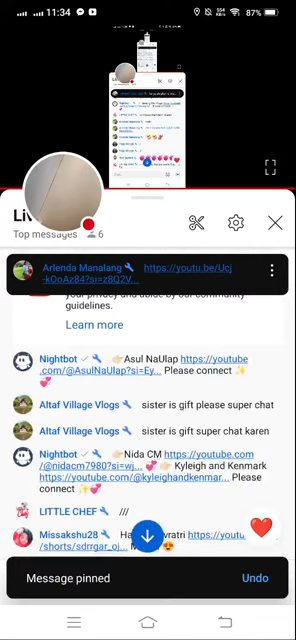 11:34
554 KB/s
87%
Top messages 6
Arlenda Manalang https://youtu.be/Ucj
-kOoAz84?si=z8Q2V...
your privacy and abide by our community
guidelines.
Learn more
Nightbot 👉🏻Asul NaUlap https://youtube
.com/@AsulNaUlap?si=Ey... Please connect ✨
💞
Altaf Village Vlogs sister is gift please super chat
Altaf Village Vlogs sister is gift super chat karen
Nightbot 👉🏻Nida CM https://youtube.com
/@nidacm7980?si=wj... 💞👉🏻 Kyleigh and Kenmark
https://youtube.com/@kyleighandkenmar...
Please connect ✨💞
LITTLE CHEF ///
Missakshu28
/shorts/sdrrgar_oj...
Message pinned Undo